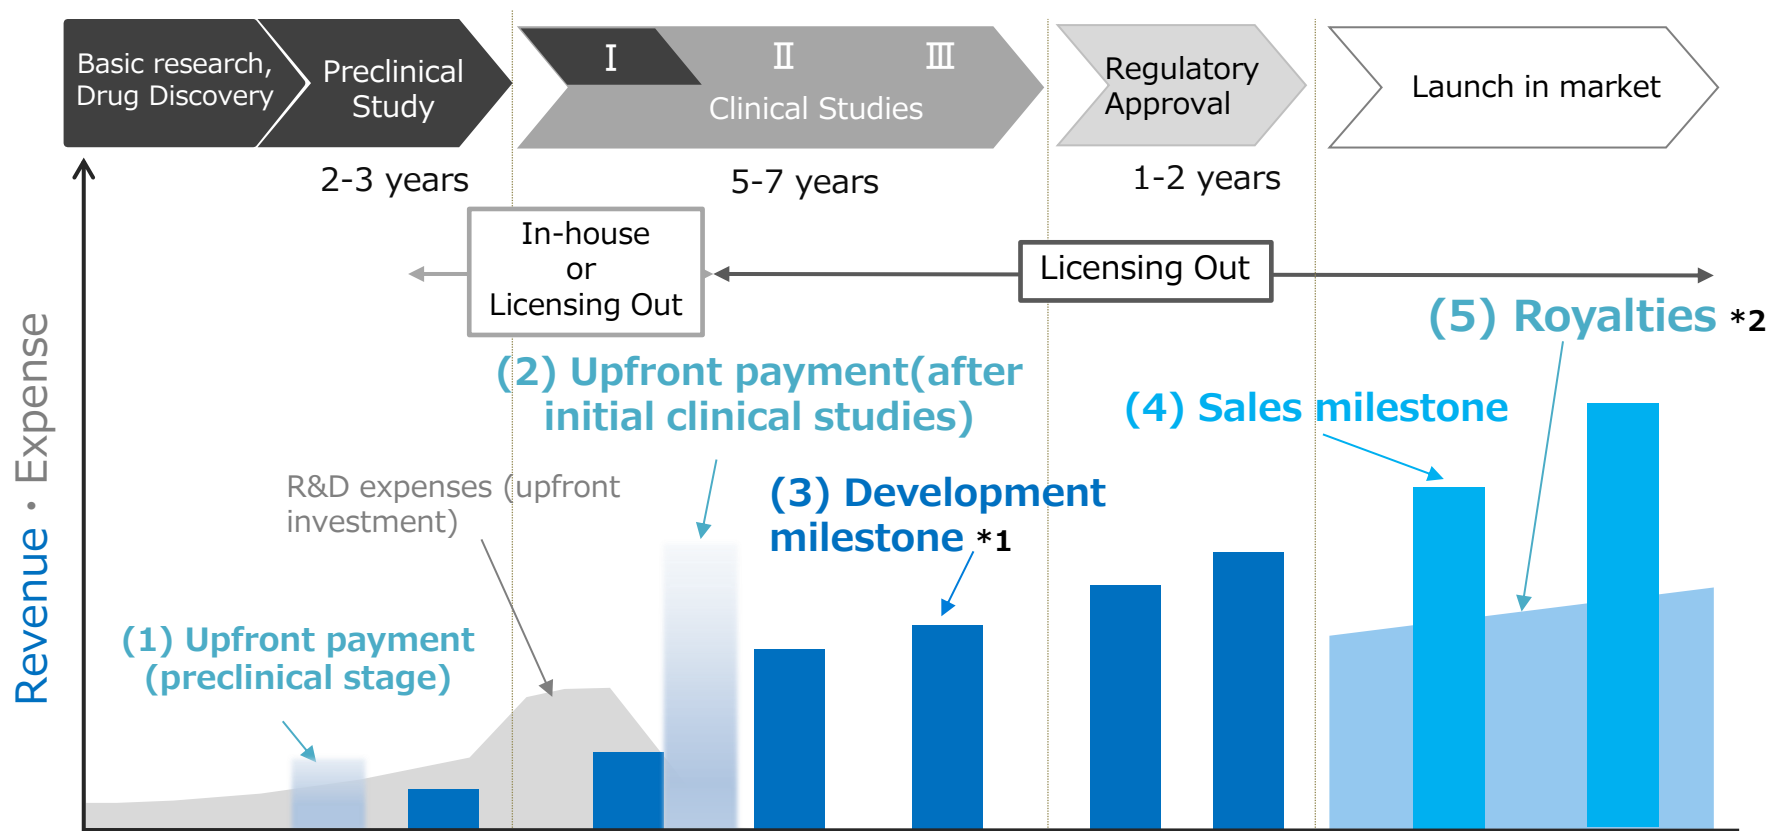 Basic research,
Drug Discovery
Preclinical
Study
Ⅰ
Ⅱ
Ⅲ
Clinical Studies
Regulatory
Approval
Launch in market
2-3 years
5-7 years
1-2 years
In-house
or
Licensing Out
Licensing Out
(5) Royalties *2
(2) Upfront payment(after
initial clinical studies)
(4) Sales milestone
R&D expenses (upfront
investment)
(3) Development
milestone *1
(1) Upfront payment
(preclinical stage)
Revenue・Expense